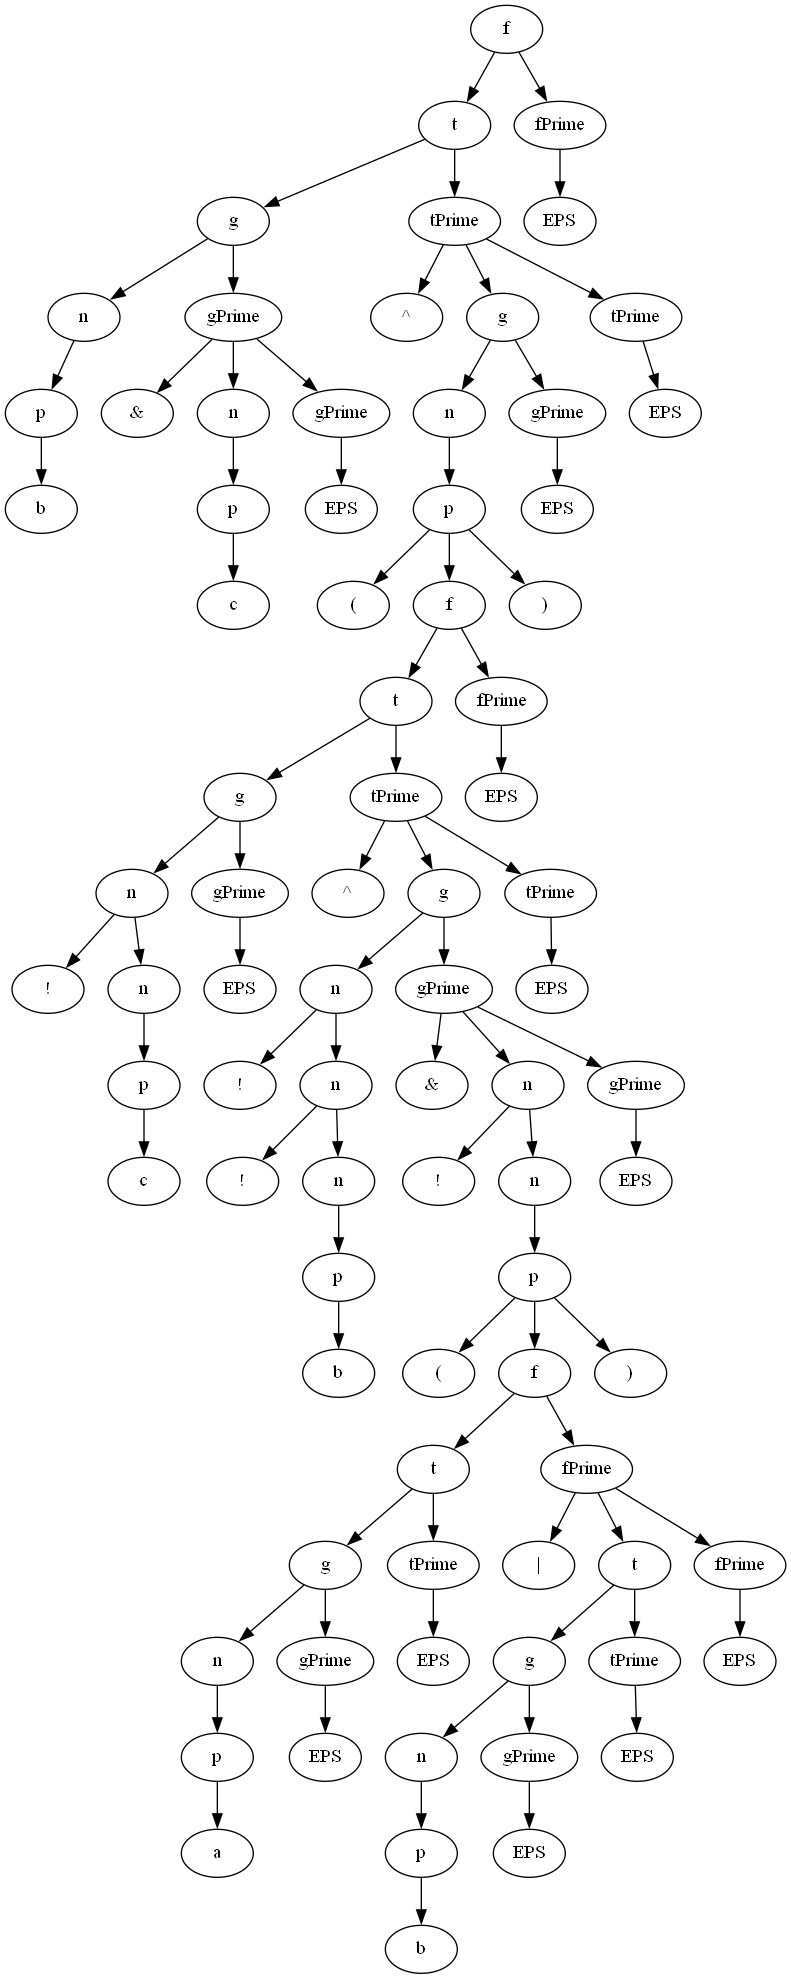 f
t fPrime
g tPrime EPS
n gPrime ^ g tPrime
p & n gPrime n gPrime EPS
b p EPS p EPS
c ( f )
t fPrime
g tPrime EPS
n gPrime ^ g tPrime
! n EPS n gPrime EPS
p ! n & n gPrime
c ! n ! n EPS
p p
b ( f )
t fPrime
g tPrime | t fPrime
n gPrime EPS g tPrime EPS
p EPS n gPrime EPS
a p EPS
b